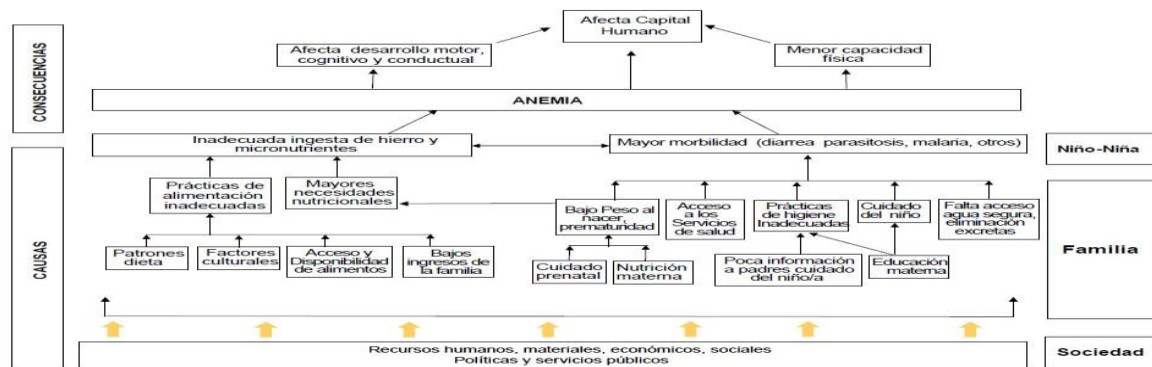 CONSECUENCIAS
Afecta Capital
Humano
Afecta desarrollo motor,
cognitivo y conductual
Menor capacidad
física
ANEMIA
CAUSAS
Inadecuada ingesta de hierro y
micronutrientes
Mayor morbilidad (diarrea parasitosis, malaria, otros)
Niño-Niña
Prácticas de
alimentación
inadecuadas
Mayores
necesidades
nutricionales
Bajo Peso al
nacer,
prematuridad
Acceso
a los
Servicios
de salud
Prácticas
de higiene
Inadecuadas
Cuidado
del niño
Falta acceso
agua segura,
eliminación
excretas
Familia
Patrones
dieta
Factores
culturales
Acceso y
Disponibilidad
de alimentos
Bajos
ingresos de
la familia
Cuidado
prenatal
Nutrición
materna
Poca información
a padres cuidado
del niño/a
Educación
materna
Recursos humanos, materiales, económicos, sociales
Políticas y servicios públicos
Sociedad